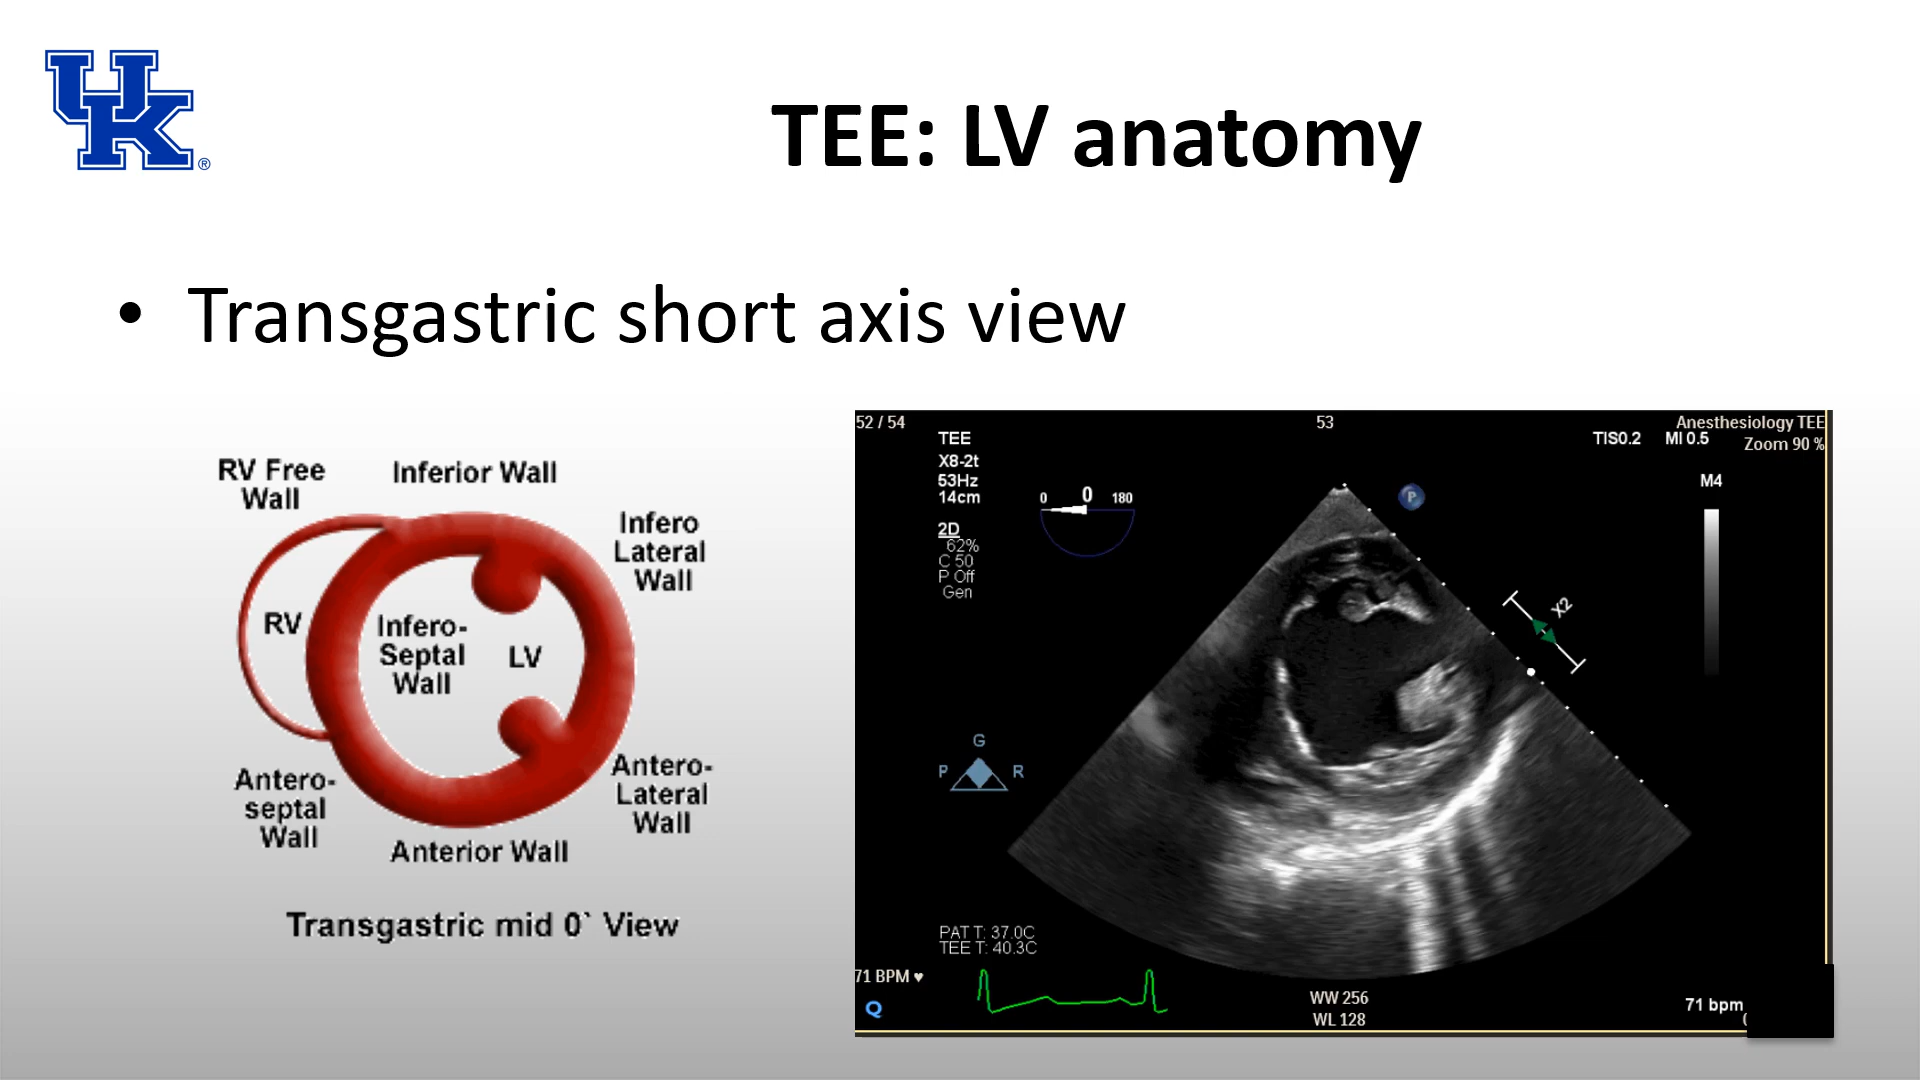 UK®
TEE: LV anatomy
• Transgastric short axis view
RV Free
Wall
Inferior Wall
Infero
Lateral
Wall
RV
Infero-
Septal
Wall
LV
Antero-
septal
Wall
Antero-
Lateral
Wall
Anterior Wall
Transgastric mid 0` View
52 / 54
53
Anesthesiology TEE
TIS0.2 MI 0.5
Zoom 90 %
TEE
X8-2t
53Hz
14cm
2D
62%
C 50
P Off
Gen
0 0 180
P
M4
X2
G
P R
PAT T: 37.0C
TEE T: 40.3C
71 BPM ♥
Q
WW 256
WL 128
71 bpm